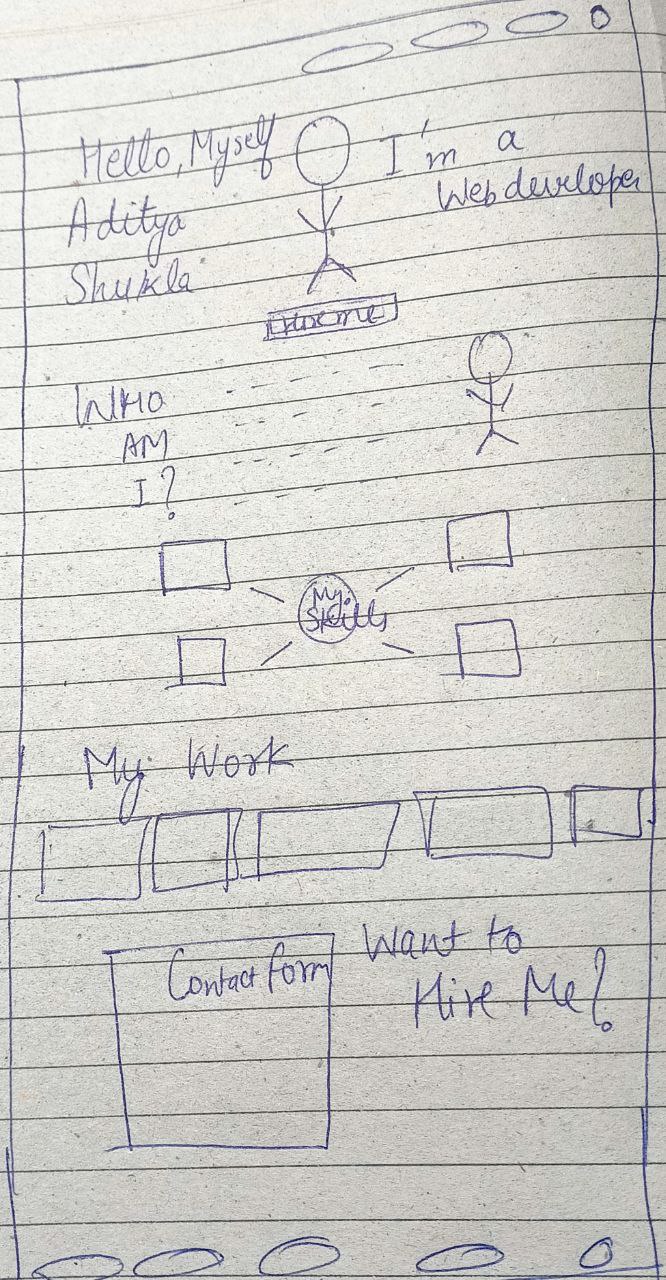 Hello, Myself
Aditya
Shukla
I'm a
Web developer
Hire me
WHO
AM
I?
My
Skills
My Work
Contact form
Want to
Hire Me?